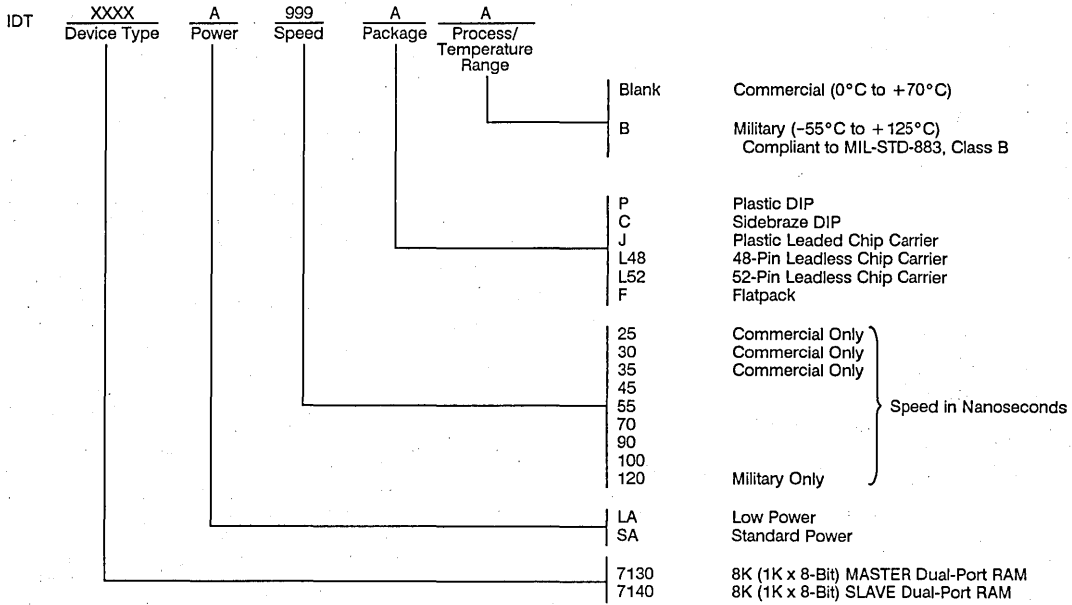 IDT XXXX A 999 A A
Device Type Power Speed Package Process/
Temperature
Range
Blank Commercial (0°C to +70°C)
B Military (−55°C to +125°C)
Compliant to MIL-STD-883, Class B
P Plastic DIP
C Sidebraze DIP
J Plastic Leaded Chip Carrier
L48 48-Pin Leadless Chip Carrier
L52 52-Pin Leadless Chip Carrier
F Flatpack
25 Commercial Only
30 Commercial Only
35 Commercial Only
45
55 Speed in Nanoseconds
70
90
100
120 Military Only
LA Low Power
SA Standard Power
7130 8K (1K x 8-Bit) MASTER Dual-Port RAM
7140 8K (1K x 8-Bit) SLAVE Dual-Port RAM